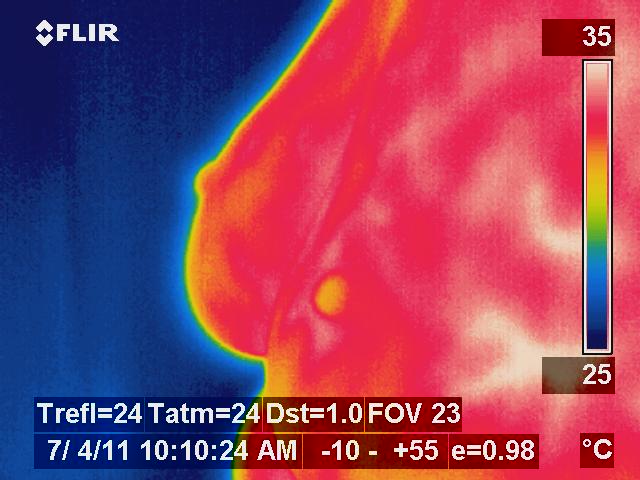 FLIR
35
25
Trefl=24 Tatm=24 Dst=1.0 FOV 23
7/ 4/11 10:10:24 AM -10 - +55 e=0.98 °C